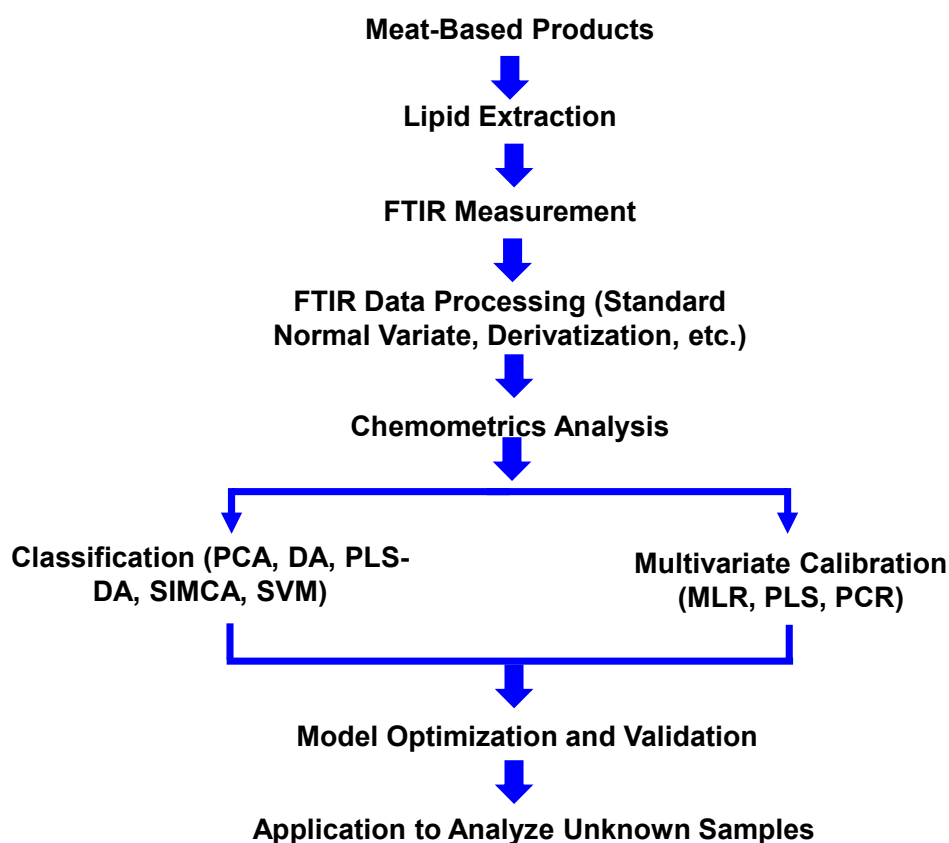 Meat-Based Products
Lipid Extraction
FTIR Measurement
FTIR Data Processing (Standard
Normal Variate, Derivatization, etc.)
Chemometrics Analysis
Classification (PCA, DA, PLS-
DA, SIMCA, SVM)
Multivariate Calibration
(MLR, PLS, PCR)
Model Optimization and Validation
Application to Analyze Unknown Samples